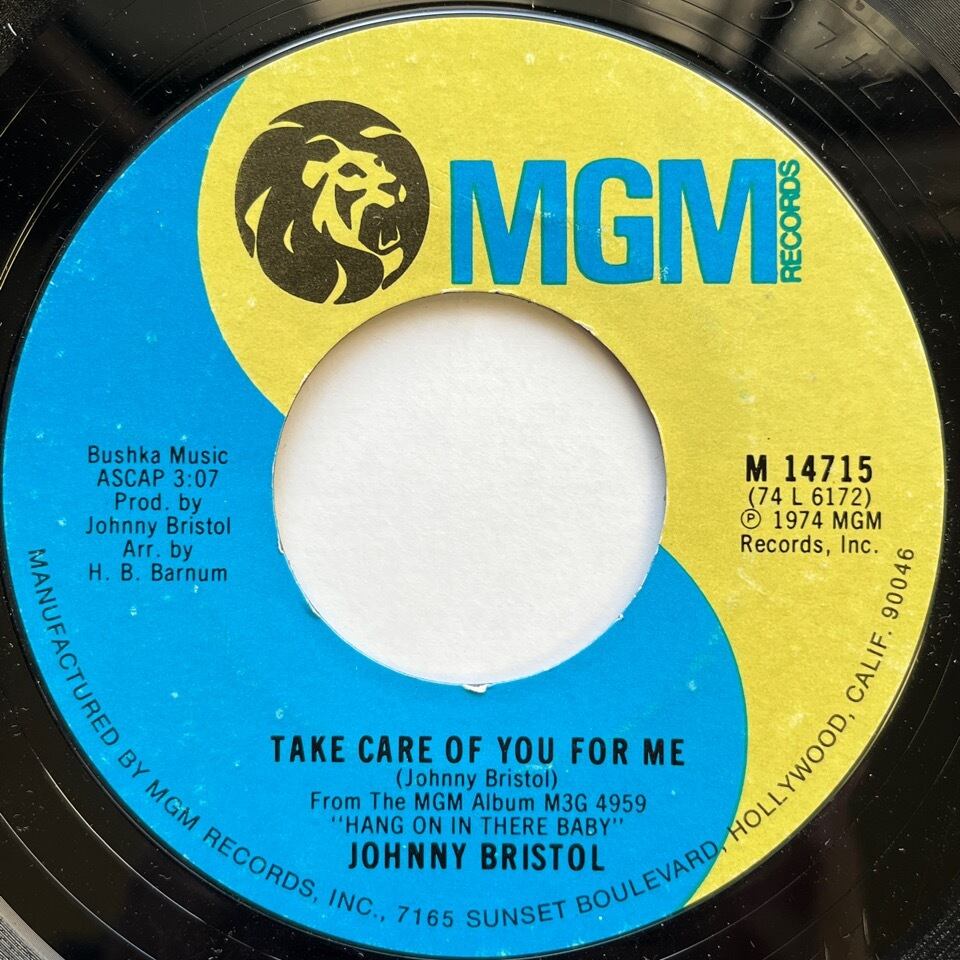 MGM
RECORDS
Bushka Music
ASCAP 3:07
Prod. by
Johnny Bristol
Arr. by
H. B. Barnum
M 14715
(74 L 6172)
℗ 1974 MGM
Records, Inc.
TAKE CARE OF YOU FOR ME
(Johnny Bristol)
From The MGM Album M3G 4959
"HANG ON IN THERE BABY"
JOHNNY BRISTOL
MANUFACTURED BY MGM RECORDS, INC., 7165 SUNSET BOULEVARD, HOLLYWOOD, CALIF. 90046